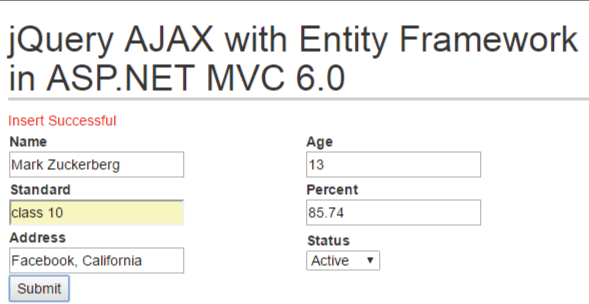 jQuery AJAX with Entity Framework
in ASP.NET MVC 6.0
Insert Successful
Name
Age
Mark Zuckerberg
13
Standard
Percent
class 10
85.74
Address
Status
Facebook, California
Active
Submit